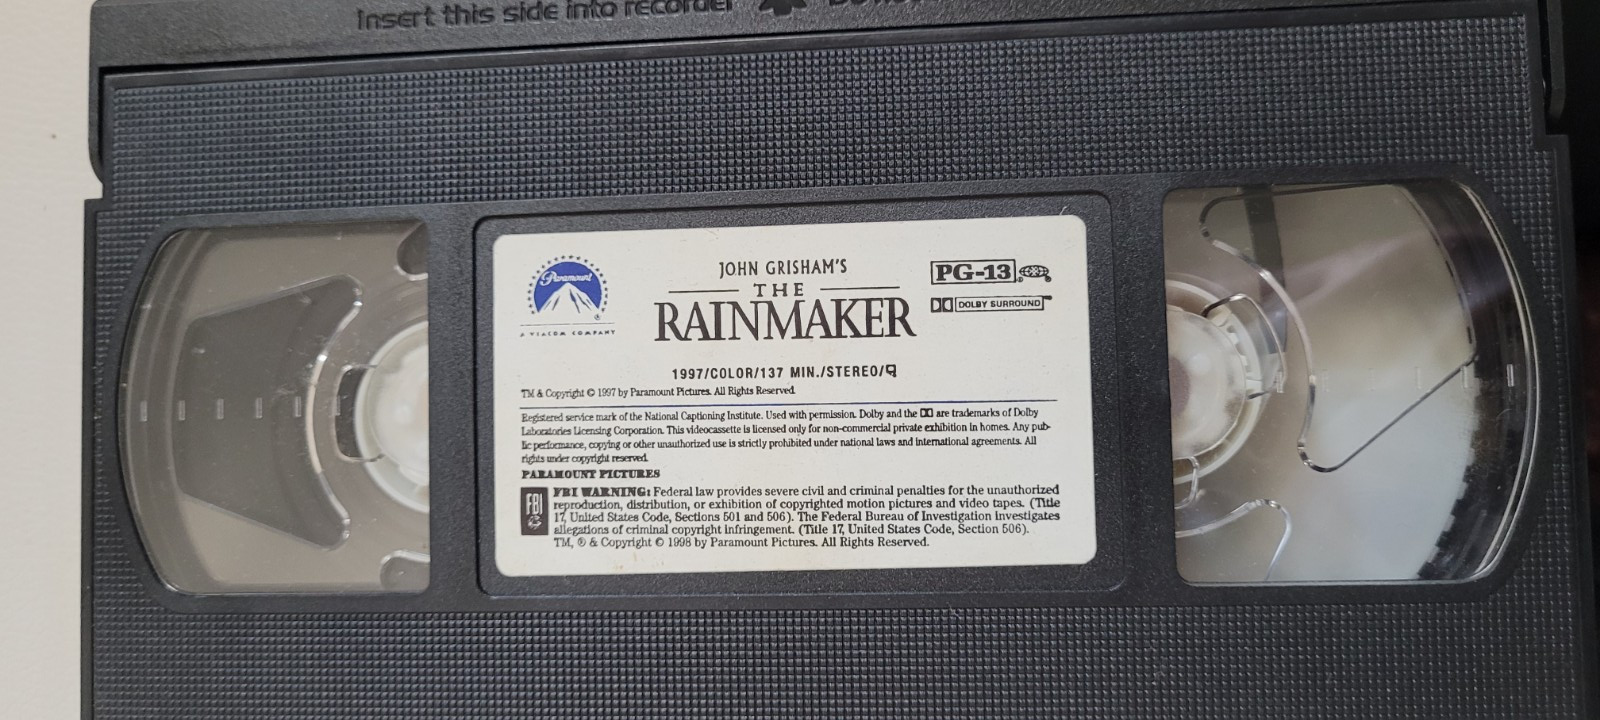 Insert this side into recorder
Paramount
A VIACOM COMPANY
JOHN GRISHAM'S
THE
RAINMAKER
PG-13
DOLBY SURROUND
1997/COLOR/137 MIN./STEREO/
TM & Copyright © 1997 by Paramount Pictures. All Rights Reserved.
Registered service mark of the National Captioning Institute. Used with permission. Dolby and the are trademarks of Dolby
Laboratories Licensing Corporation. This videocassette is licensed only for non-commercial private exhibition in homes. Any pub-
lic performance, copying or other unauthorized use is strictly prohibited under national laws and international agreements. All
rights under copyright reserved.
PARAMOUNT PICTURES
FBI
FBI WARNING: Federal law provides severe civil and criminal penalties for the unauthorized
reproduction, distribution, or exhibition of copyrighted motion pictures and video tapes. (Title
17, United States Code, Sections 501 and 506). The Federal Bureau of Investigation investigates
allegations of criminal copyright infringement. (Title 17, United States Code, Section 506).
TM, ® & Copyright © 1998 by Paramount Pictures. All Rights Reserved.